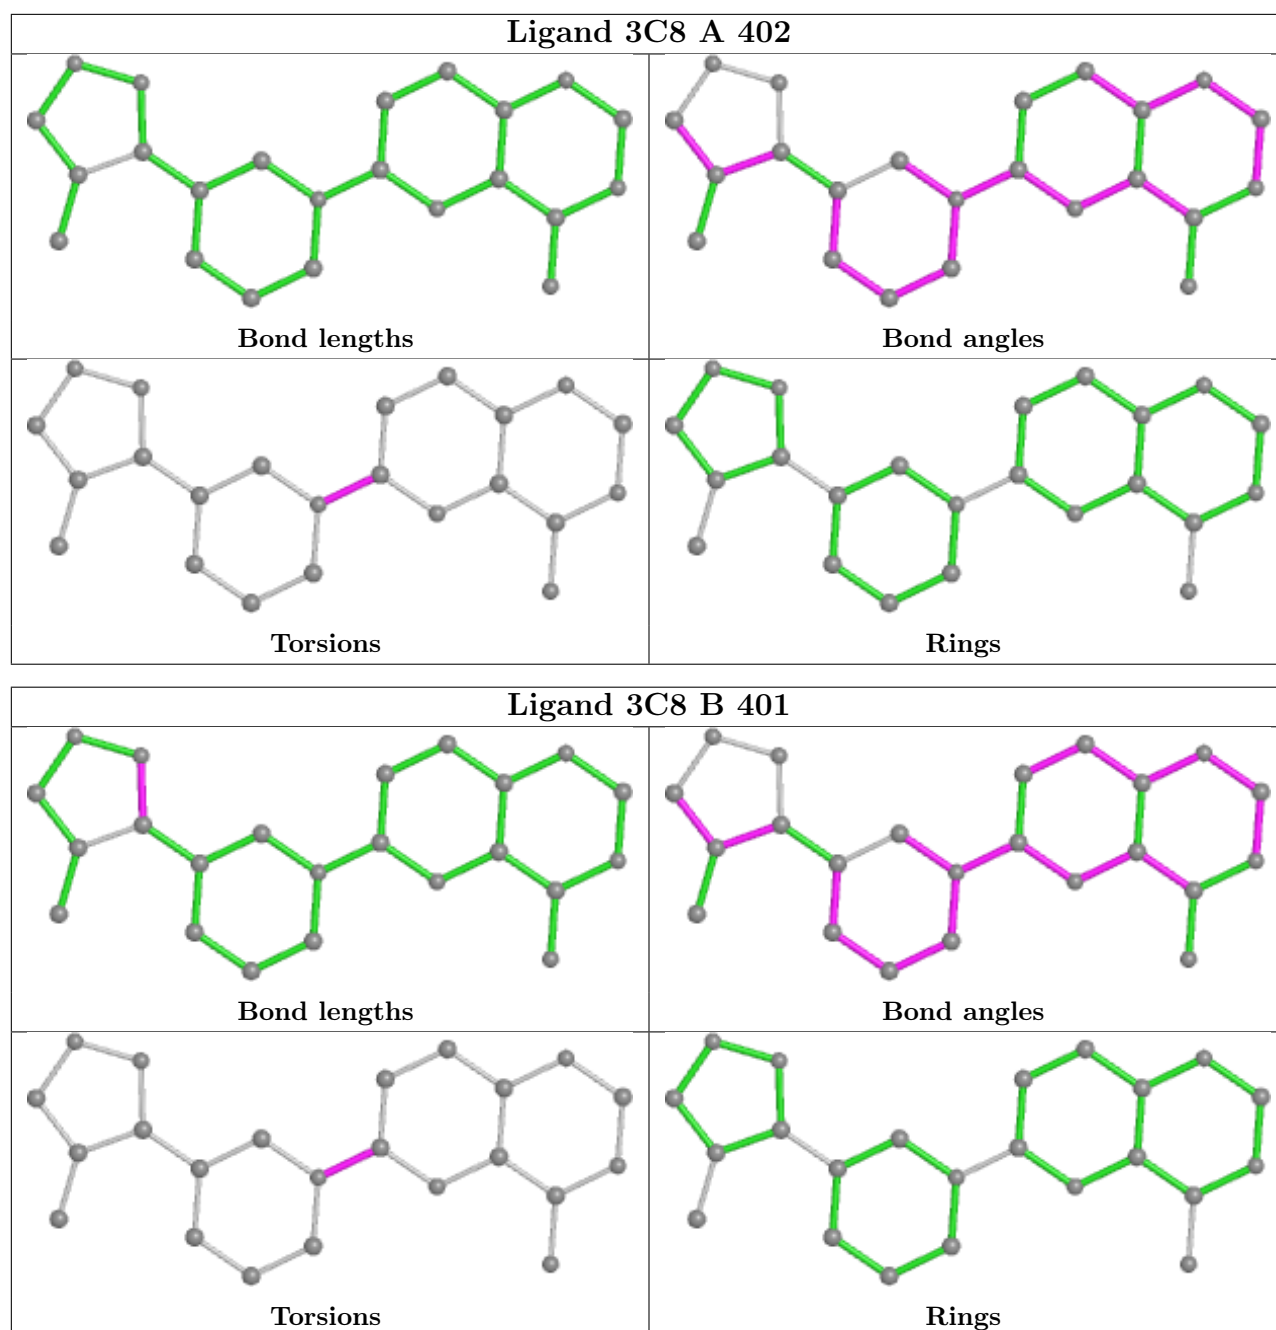 Ligand 3C8 A 402
Bond lengths
Bond angles
Torsions
Rings
Ligand 3C8 B 401
Bond lengths
Bond angles
Torsions
Rings